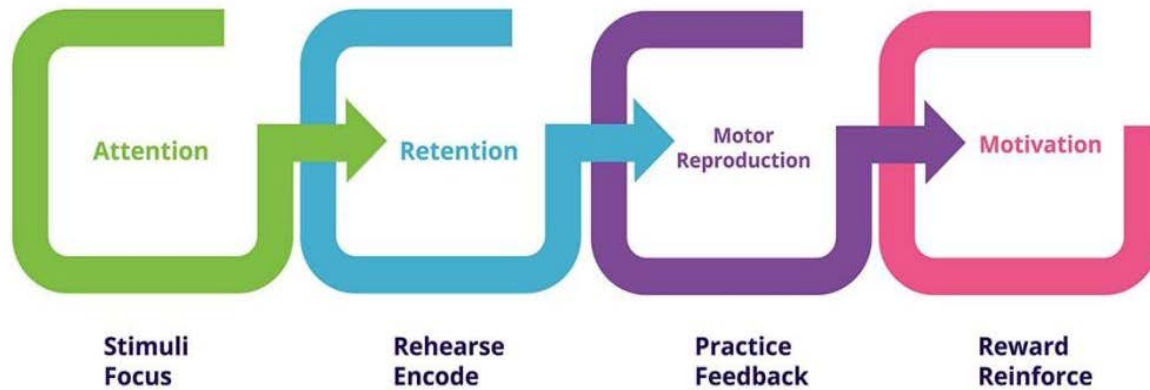 Attention
Retention
Motor
Reproduction
Motivation
Stimuli
Focus
Rehearse
Encode
Practice
Feedback
Reward
Reinforce